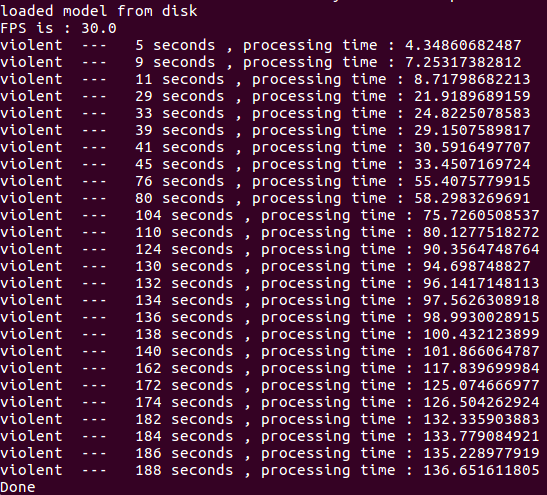 loaded model from disk
FPS is : 30.0
violent  ---   5 seconds , processing time : 4.34860682487
violent  ---   9 seconds , processing time : 7.25317382812
violent  ---   11 seconds , processing time : 8.71798682213
violent  ---   29 seconds , processing time : 21.9189689159
violent  ---   33 seconds , processing time : 24.8225078583
violent  ---   39 seconds , processing time : 29.1507589817
violent  ---   41 seconds , processing time : 30.5916497707
violent  ---   45 seconds , processing time : 33.4507169724
violent  ---   76 seconds , processing time : 55.4075779915
violent  ---   80 seconds , processing time : 58.2983269691
violent  ---   104 seconds , processing time : 75.7260508537
violent  ---   110 seconds , processing time : 80.1277518272
violent  ---   124 seconds , processing time : 90.3564748764
violent  ---   130 seconds , processing time : 94.698748827
violent  ---   132 seconds , processing time : 96.1417148113
violent  ---   134 seconds , processing time : 97.5626308918
violent  ---   136 seconds , processing time : 98.9930028915
violent  ---   138 seconds , processing time : 100.432123899
violent  ---   140 seconds , processing time : 101.866064787
violent  ---   162 seconds , processing time : 117.839699984
violent  ---   172 seconds , processing time : 125.074666977
violent  ---   174 seconds , processing time : 126.504262924
violent  ---   182 seconds , processing time : 132.335903883
violent  ---   184 seconds , processing time : 133.779084921
violent  ---   186 seconds , processing time : 135.228977919
violent  ---   188 seconds , processing time : 136.651611805
Done